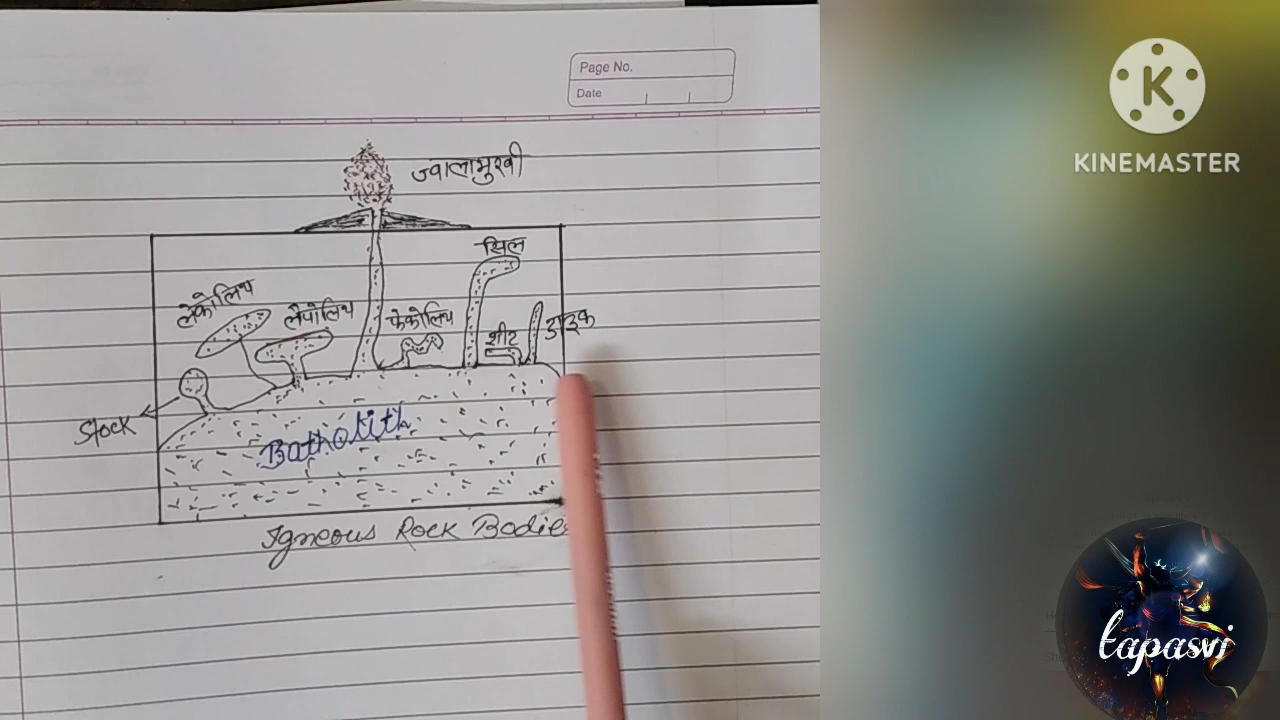 Page No.
Date
ज्वालामुखी
सिल
लेकोलिथ
लेपोलिथ
फेकोलिथ
शीट
डाइक
Stock
Batholith
Igneous Rock Bodies
KINEMASTER
tapasvi